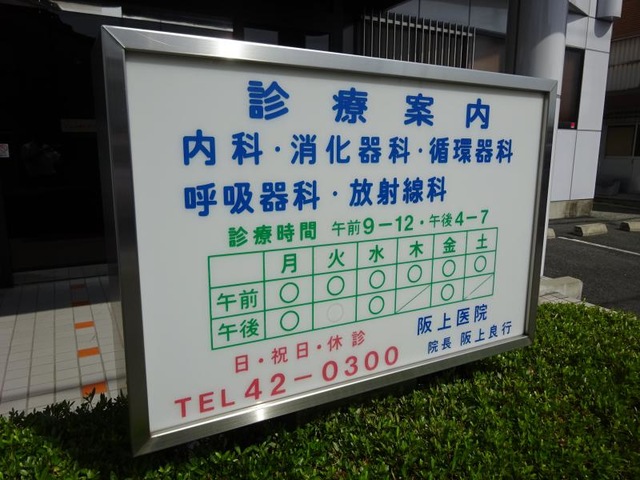 診療案内
内科・消化器科・循環器科
呼吸器科・放射線科
診療時間 午前9－12・午後4－7
月 火 水 木 金 土
午前 ○ ○ ○ ○ ○ ○
午後 ○ ○ ○ ／ ○ ／
日・祝日・休診
阪上医院
院長 阪上良行
TEL 42－0300